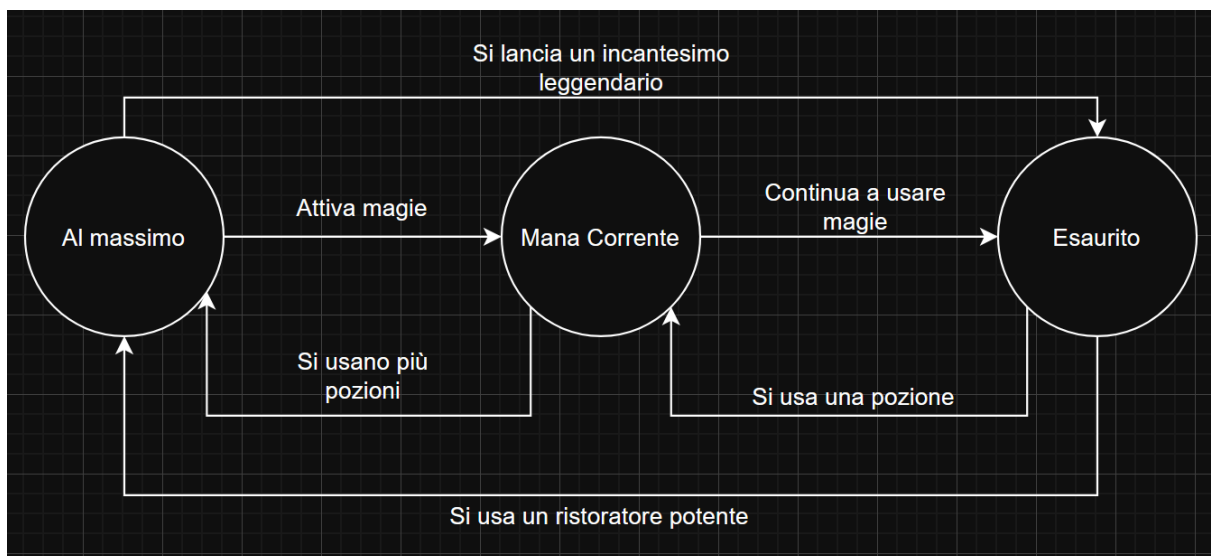 Si lancia un incantesimo
leggendario
Al massimo
Attiva magie
Mana Corrente
Continua a usare
magie
Esaurito
Si usano più
pozioni
Si usa una pozione
Si usa un ristoratore potente